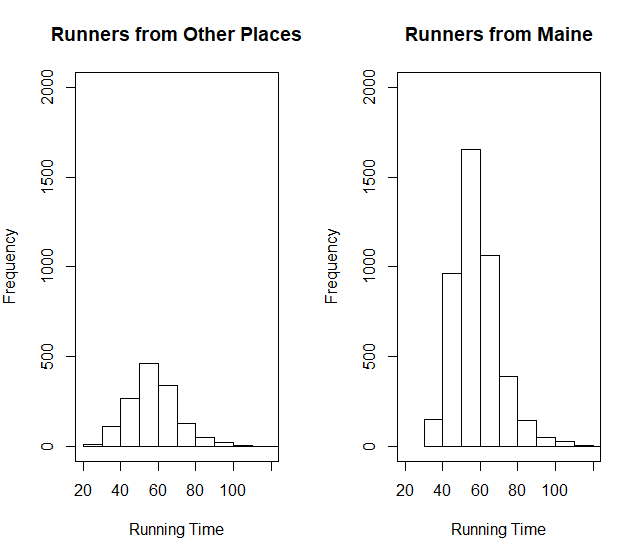 Runners from Other Places
Frequency
0
500
1000
1500
2000
20 40 60 80 100
Running Time
Runners from Maine
Frequency
0
500
1000
1500
2000
20 40 60 80 100
Running Time